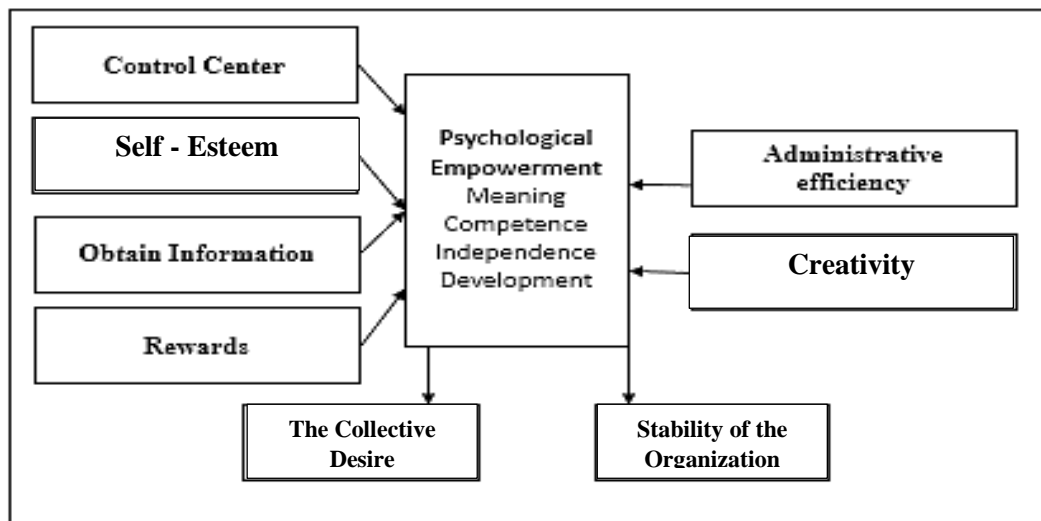 Control Center
Self - Esteem
Obtain Information
Rewards
Psychological
Empowerment
Meaning
Competence
Independence
Development
Administrative
efficiency
Creativity
The Collective
Desire
Stability of the
Organization